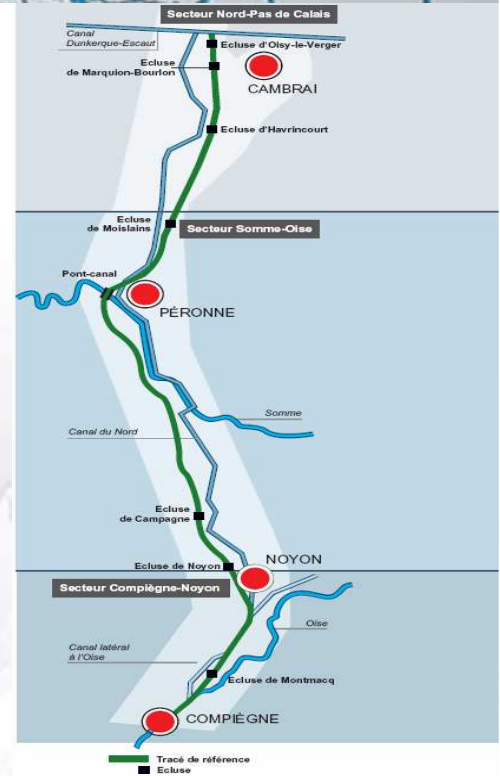 Secteur Nord-Pas de Calais
Canal
Dunkerque-Escaut
Ecluse d'Oisy-le-Verger
Ecluse
de Marquion-Bourlon
CAMBRAI
Ecluse d'Havrincourt
Ecluse
de Moislains
Secteur Somme-Oise
Pont-canal
PÉRONNE
Somme
Canal du Nord
Ecluse
de Campagne
NOYON
Ecluse de Noyon
Secteur Compiègne-Noyon
Oise
Canal latéral
à l'Oise
Ecluse de Montmacq
COMPIÈGNE
Tracé de référence
Ecluse